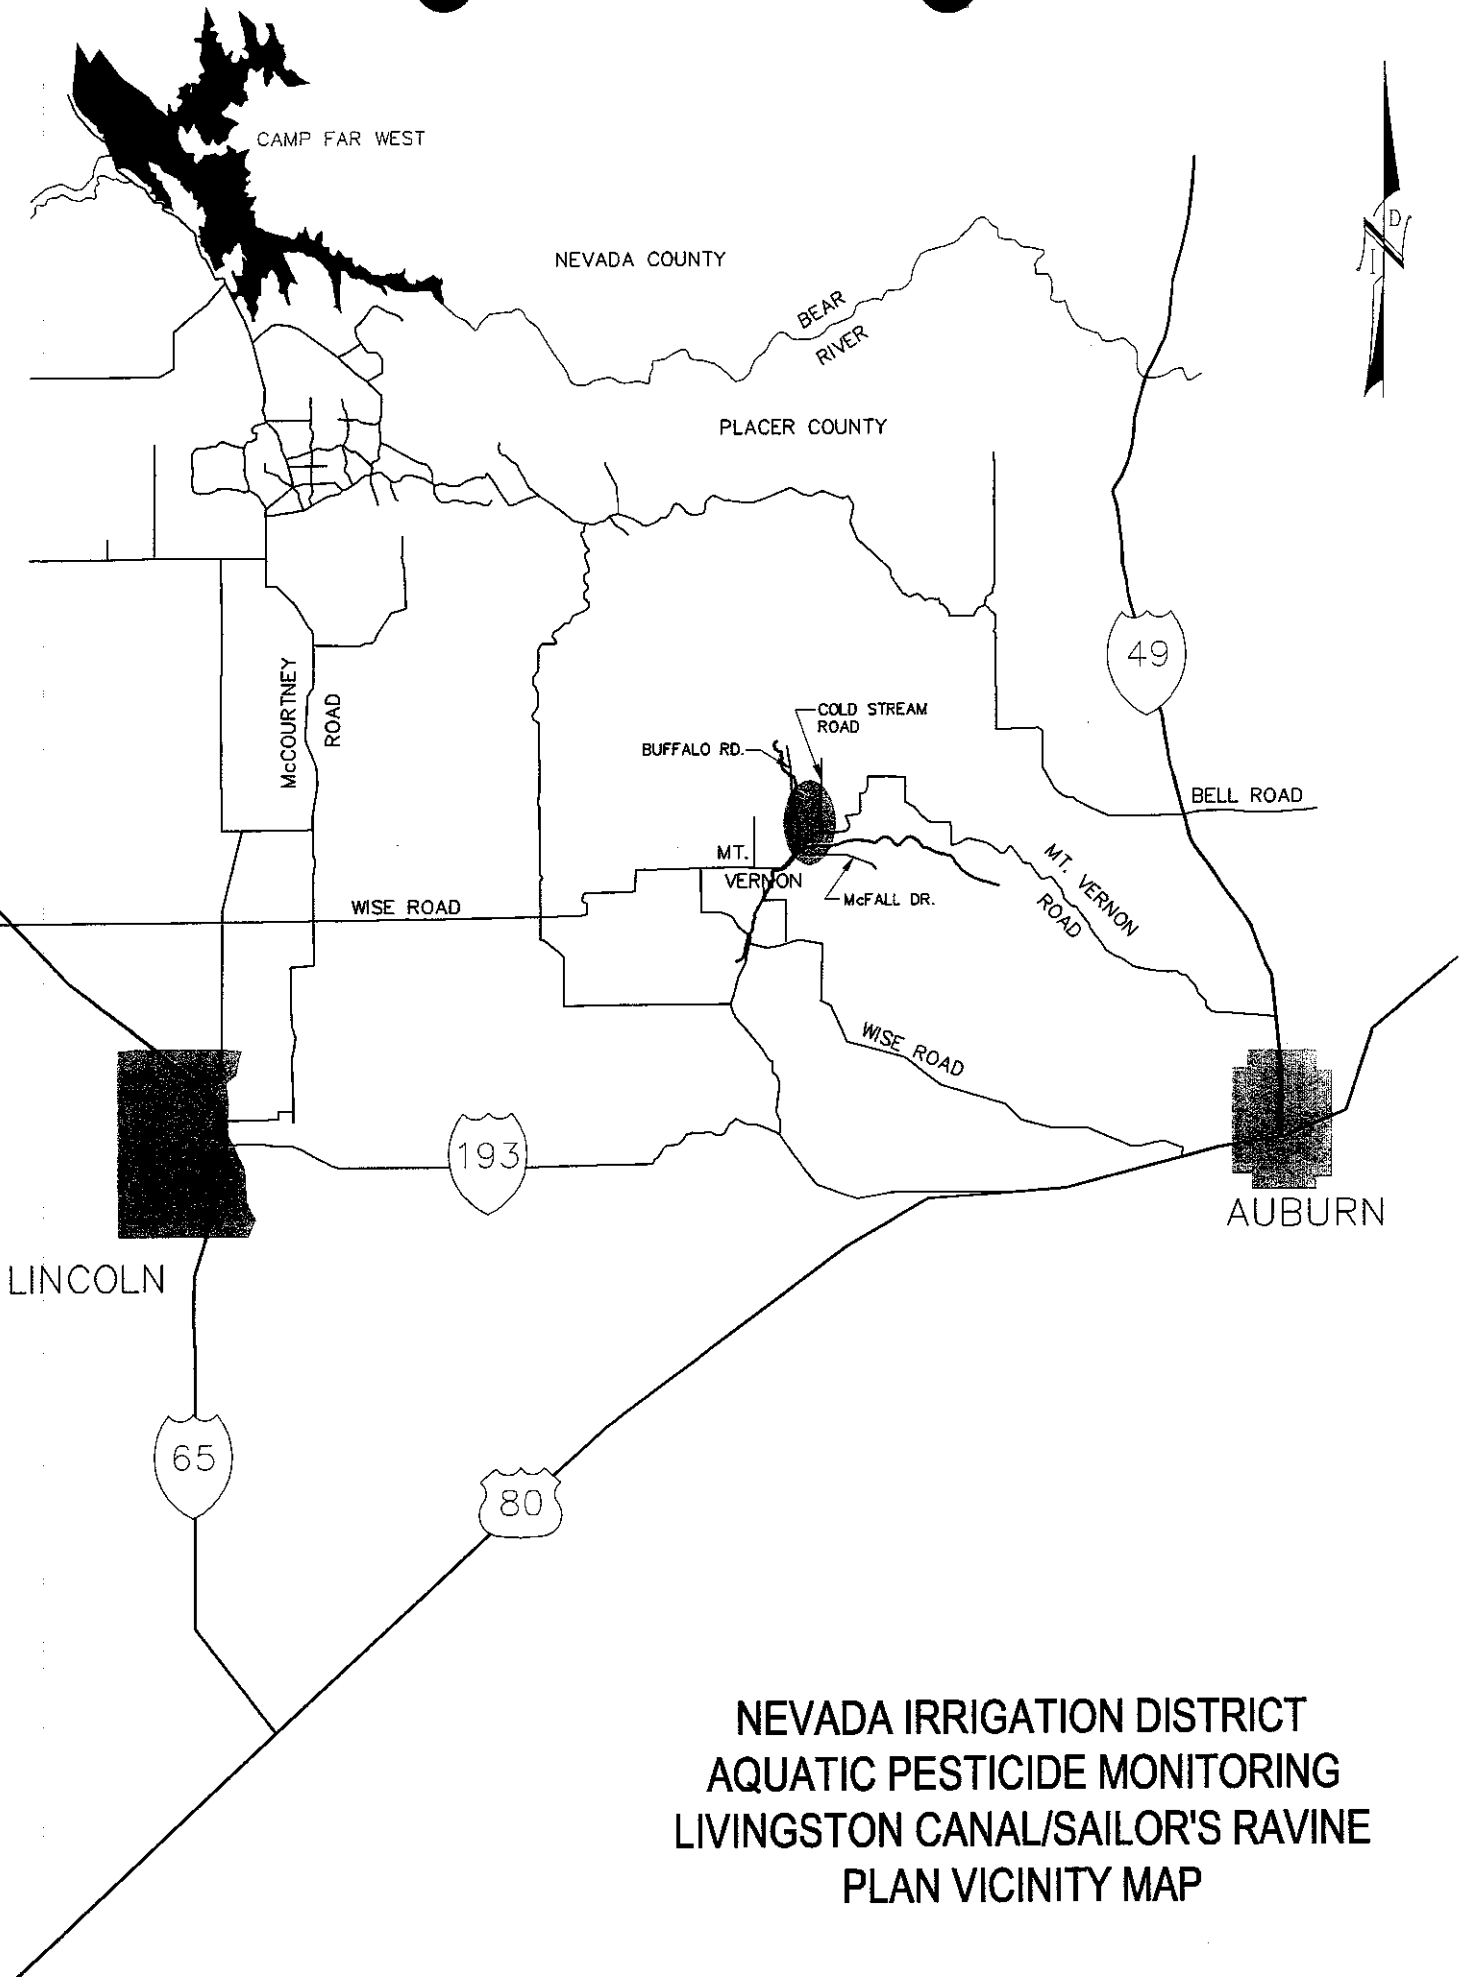 CAMP FAR WEST
NEVADA COUNTY
BEAR
RIVER
N
I
D
PLACER COUNTY
49
McCOURTNEY
ROAD
COLD STREAM
ROAD
BUFFALO RD.
BELL ROAD
MT.
VERNON
MT. VERNON
ROAD
McFALL DR.
WISE ROAD
WISE ROAD
193
AUBURN
LINCOLN
65
80
NEVADA IRRIGATION DISTRICT
AQUATIC PESTICIDE MONITORING
LIVINGSTON CANAL/SAILOR'S RAVINE
PLAN VICINITY MAP